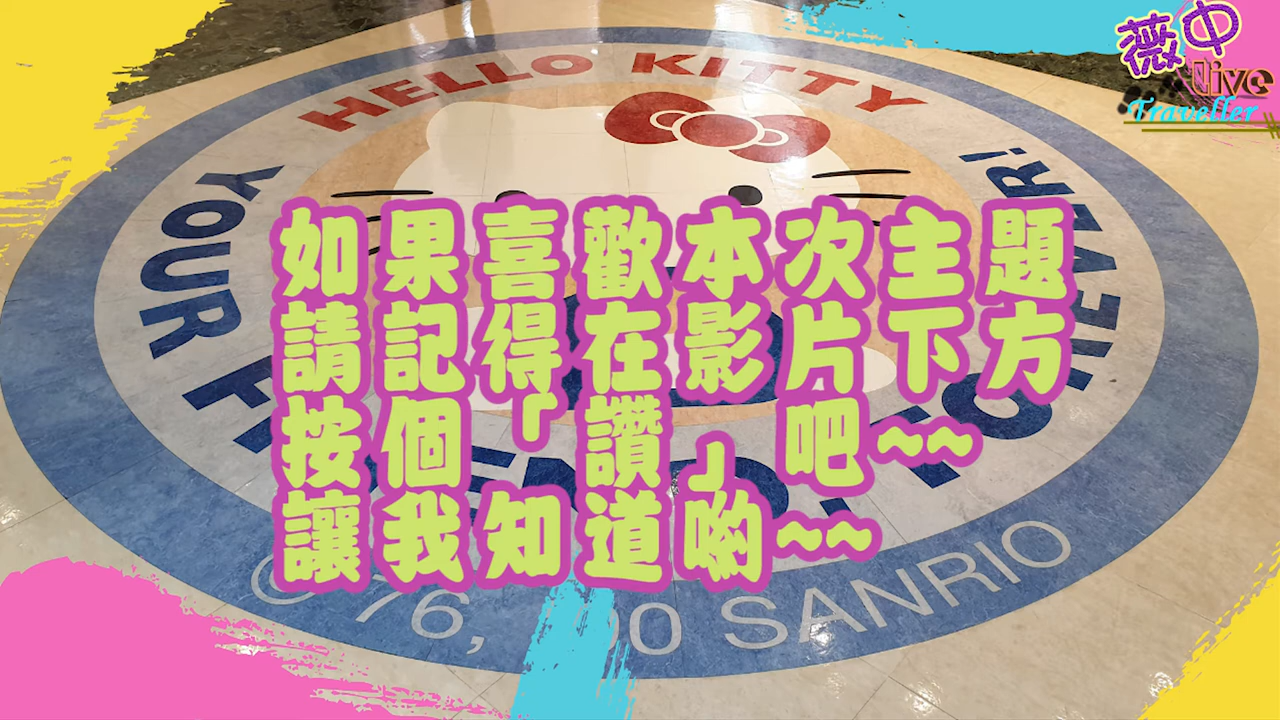 薇中
Live
Traveller
HELLO KITTY
YOUR
FOREVER!
如果喜歡本次主題
請記得在影片下方
按個「讚」吧~~
讓我知道喲~~
SANRIO